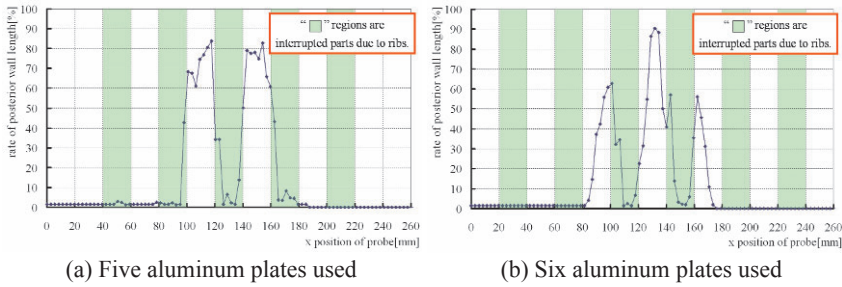 rate of posterior wall length[%]
100
90
80
70
60
50
40
30
20
10
0
0 20 40 60 80 100 120 140 160 180 200 220 240 260
x position of probe[mm]
“ ” regions are
interrupted parts due to ribs.
(a) Five aluminum plates used
rate of posterior wall length[%]
100
90
80
70
60
50
40
30
20
10
0
0 20 40 60 80 100 120 140 160 180 200 220 240 260
x position of probe[mm]
“ ” regions are
interrupted parts due to ribs.
(b) Six aluminum plates used